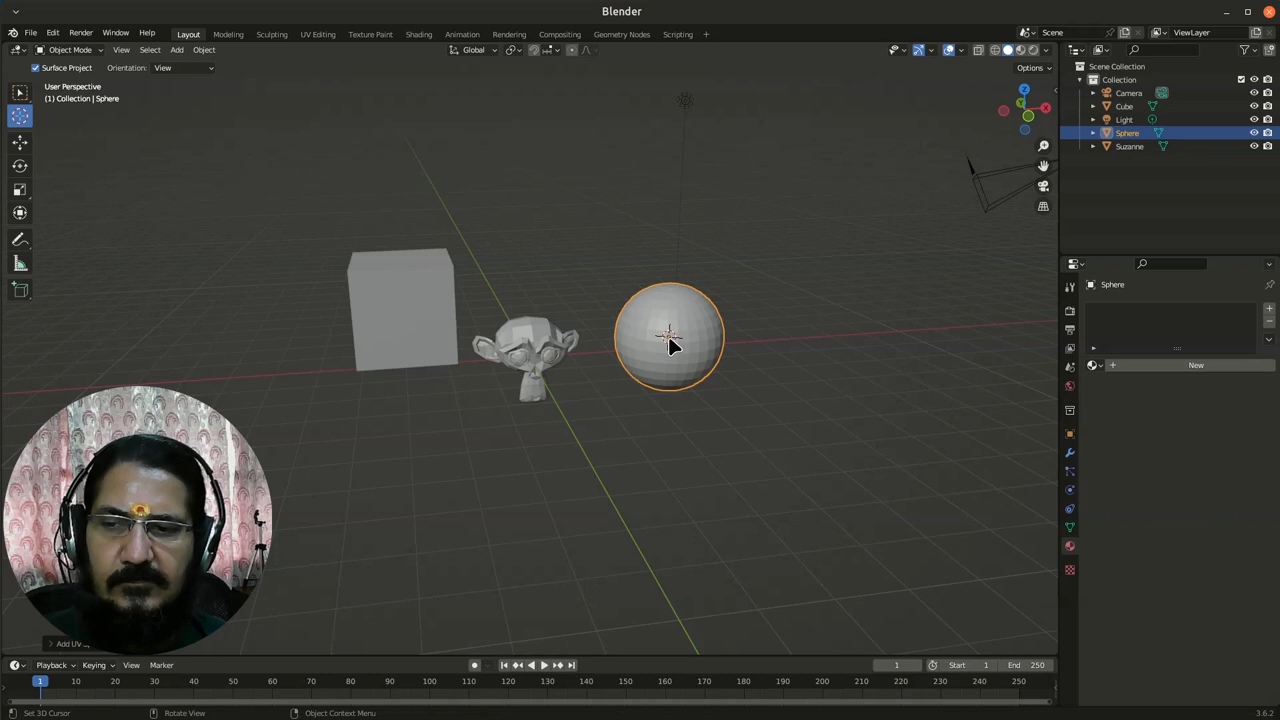 Blender
File Edit Render Window Help Layout Modeling Sculpting UV Editing Texture Paint Shading Animation Rendering Compositing Geometry Nodes Scripting + Scene ViewLayer
Object Mode View Select Add Object Global Options
Surface Project Orientation: View
User Perspective
(1) Collection | Sphere
Z
Y
X
Scene Collection
Collection
Camera
Cube
Light
Sphere
Suzanne
Sphere
New
Add UV
Playback Keying View Marker 1 Start 1 End 250
1 10 20 30 40 50 60 70 80 90 100 110 120 130 140 150 160 170 180 190 200 210 220 230 240 250
Set 3D Cursor Rotate View Object Context Menu 3.6.2